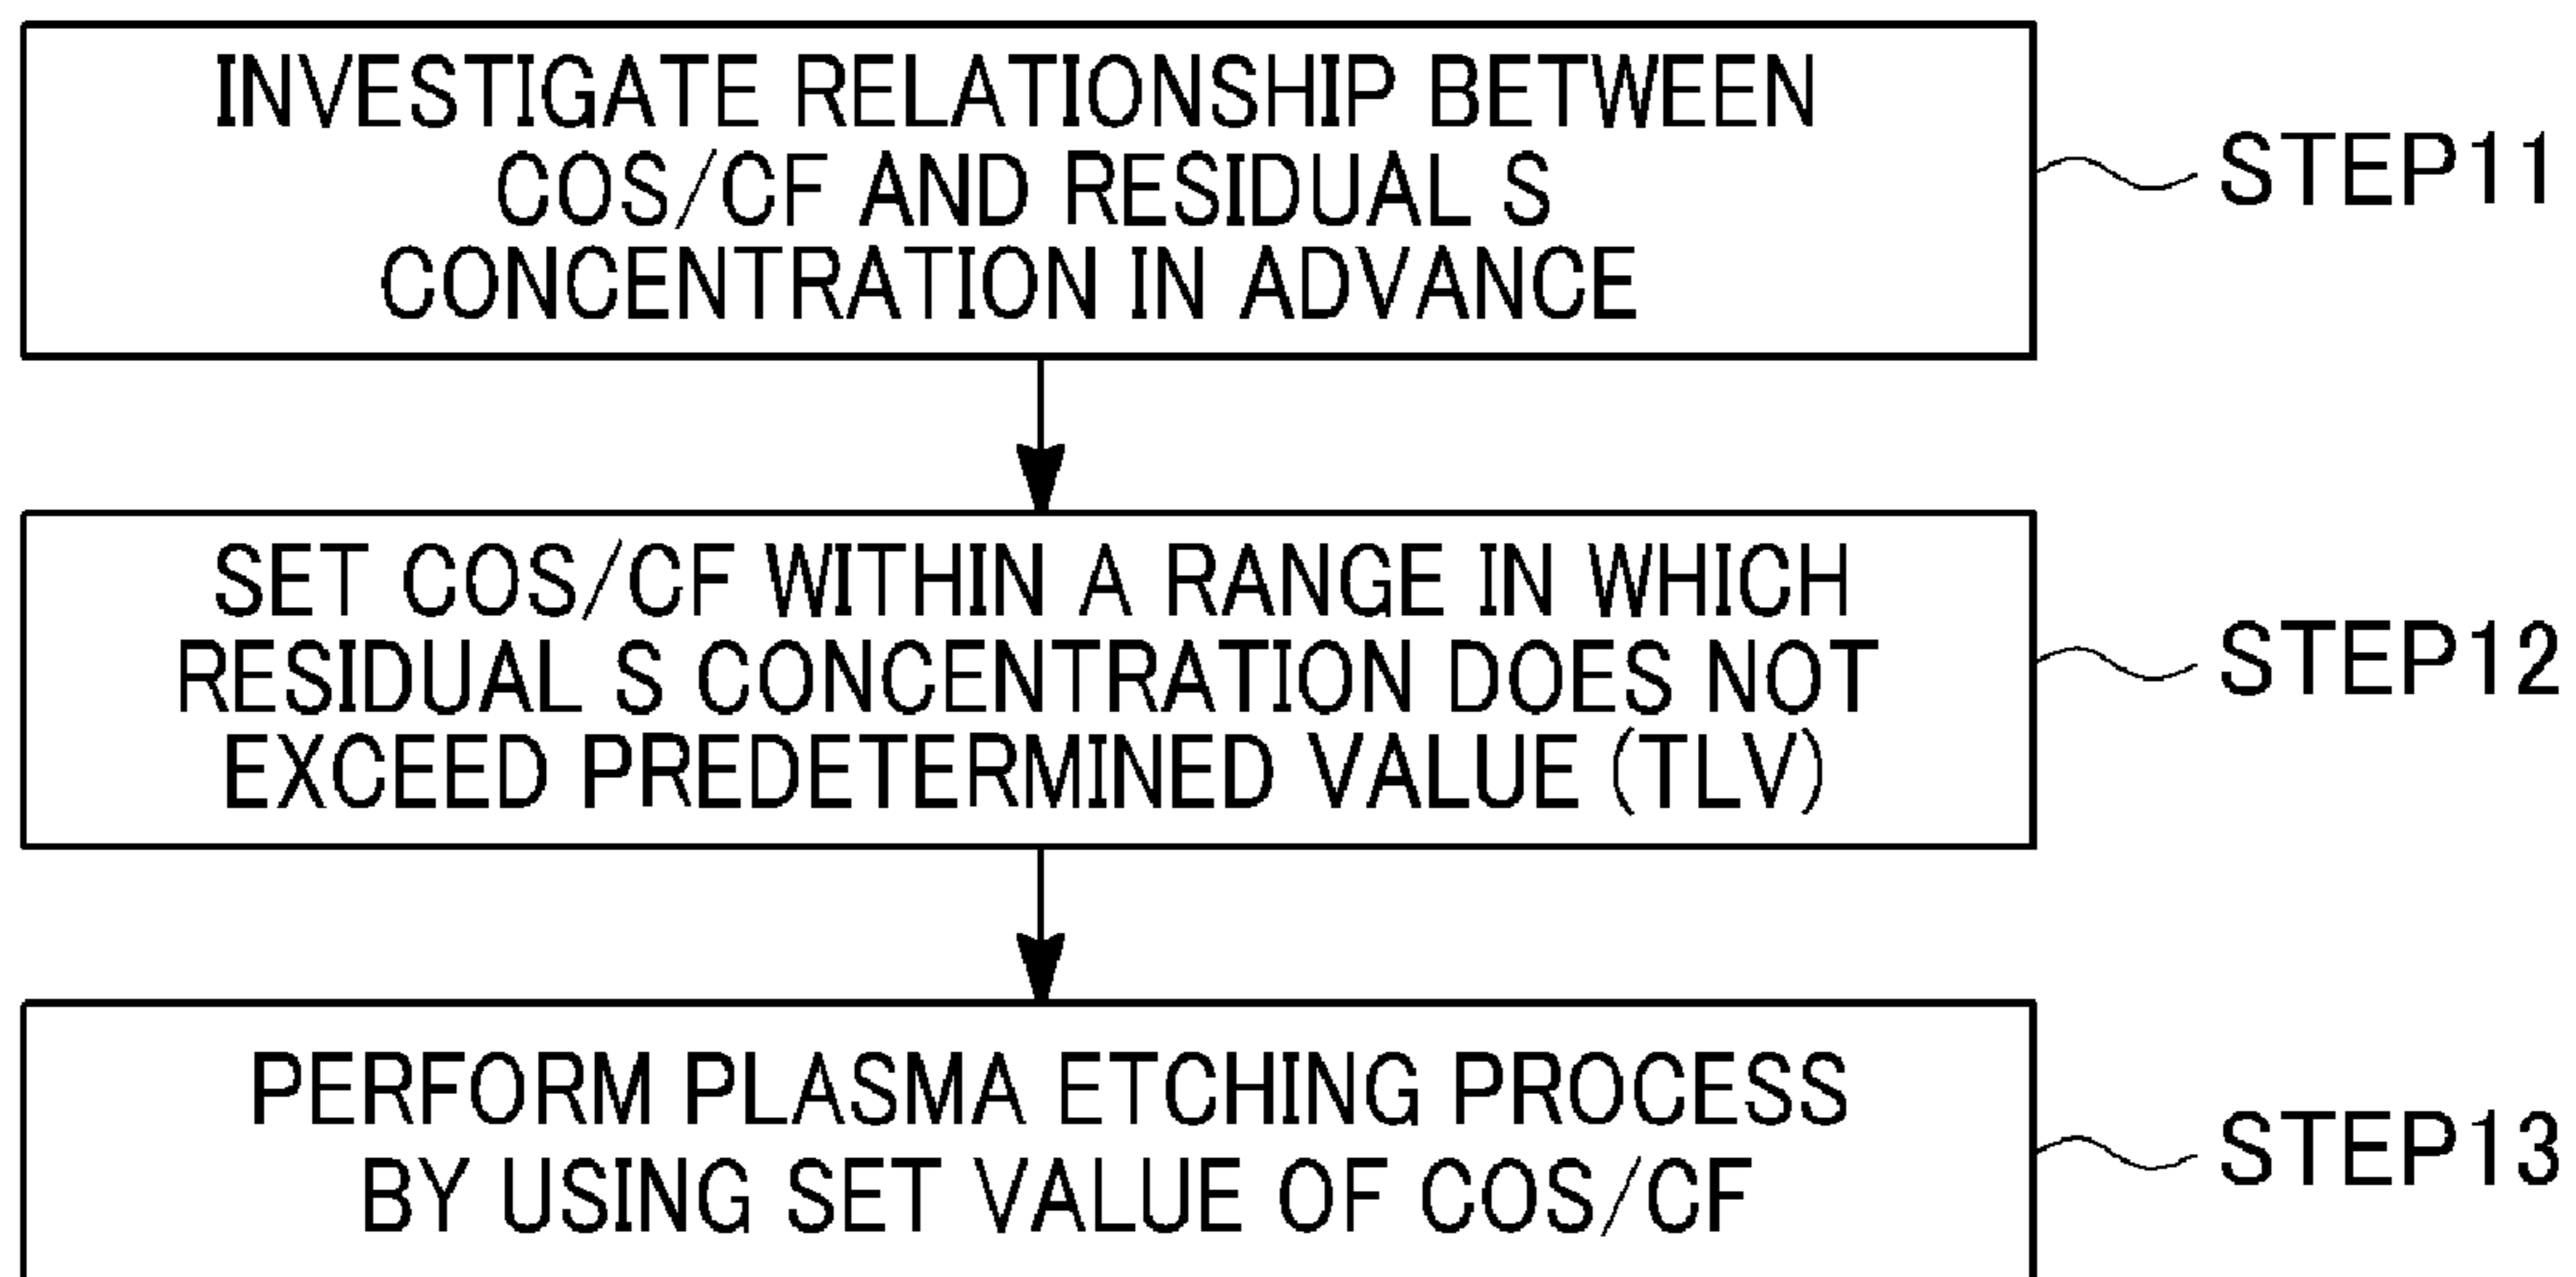 INVESTIGATE RELATIONSHIP BETWEEN
COS/CF AND RESIDUAL S
CONCENTRATION IN ADVANCE
STEP11
SET COS/CF WITHIN A RANGE IN WHICH
RESIDUAL S CONCENTRATION DOES NOT
EXCEED PREDETERMINED VALUE (TLV)
STEP12
PERFORM PLASMA ETCHING PROCESS
BY USING SET VALUE OF COS/CF
STEP13